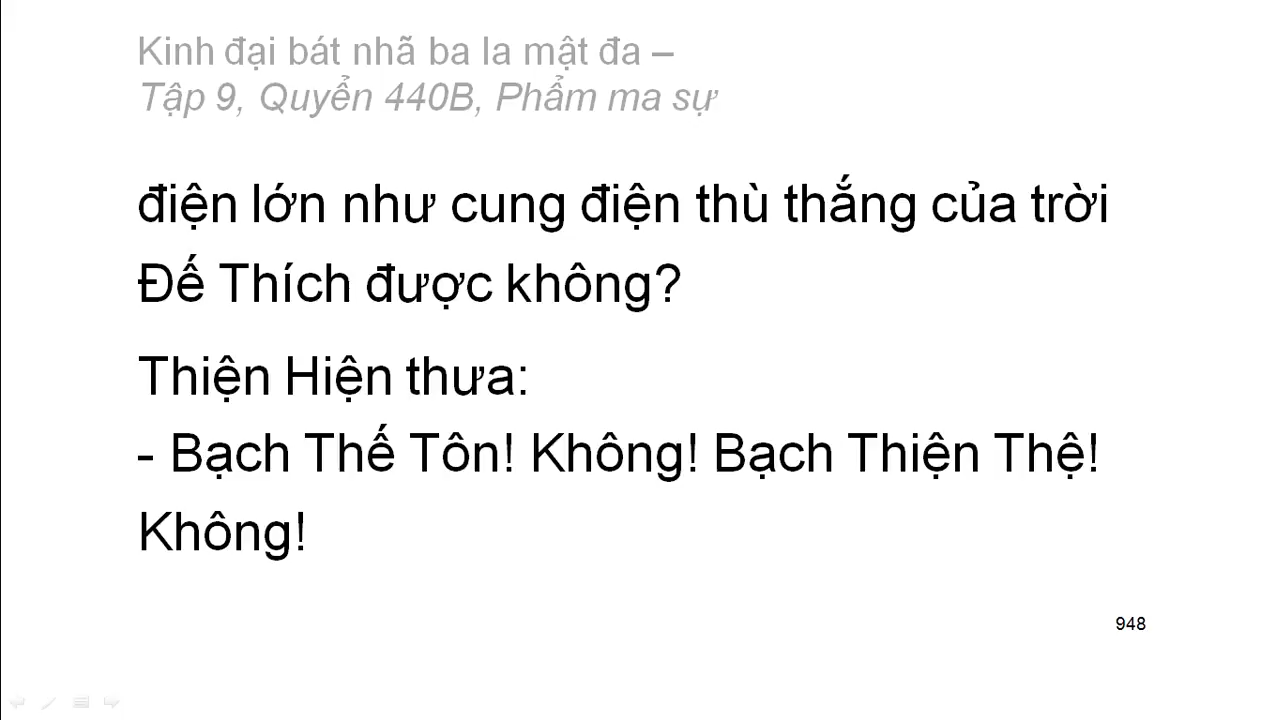 Kinh đại bát nhã ba la mật đa –
Tập 9, Quyển 440B, Phẩm ma sự
điện lớn như cung điện thù thắng của trời
Đế Thích được không?
Thiện Hiện thưa:
- Bạch Thế Tôn! Không! Bạch Thiện Thệ!
Không!
948